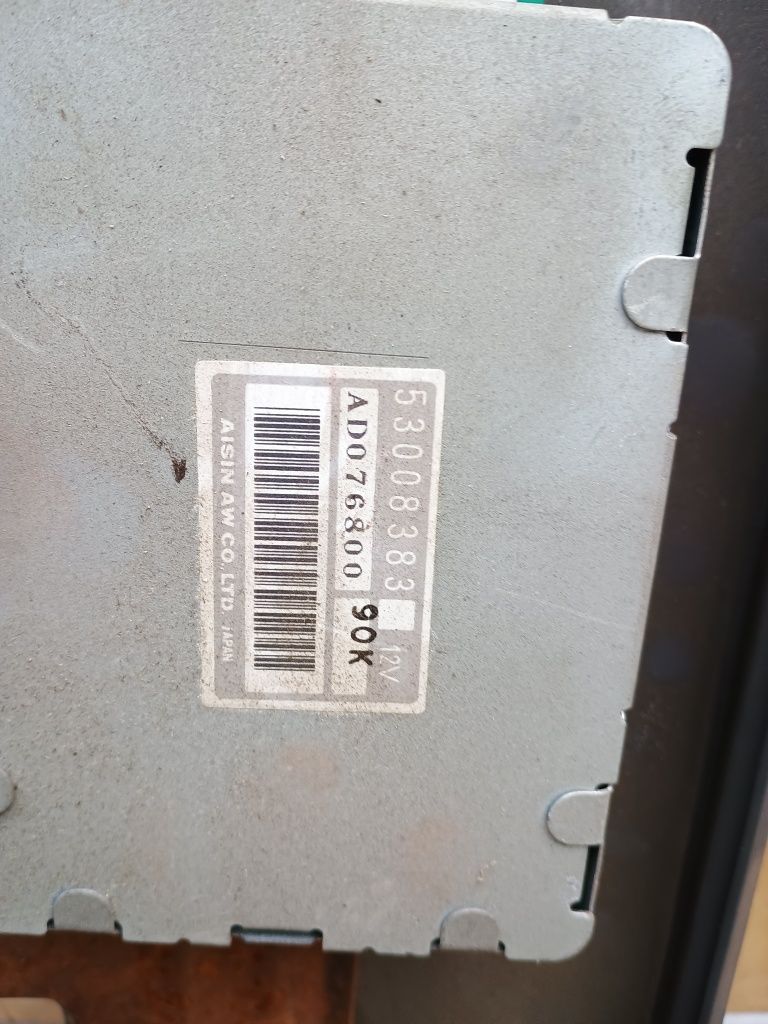 53008383 12V
AD076800 90K
AISIN AW CO., LTD. JAPAN